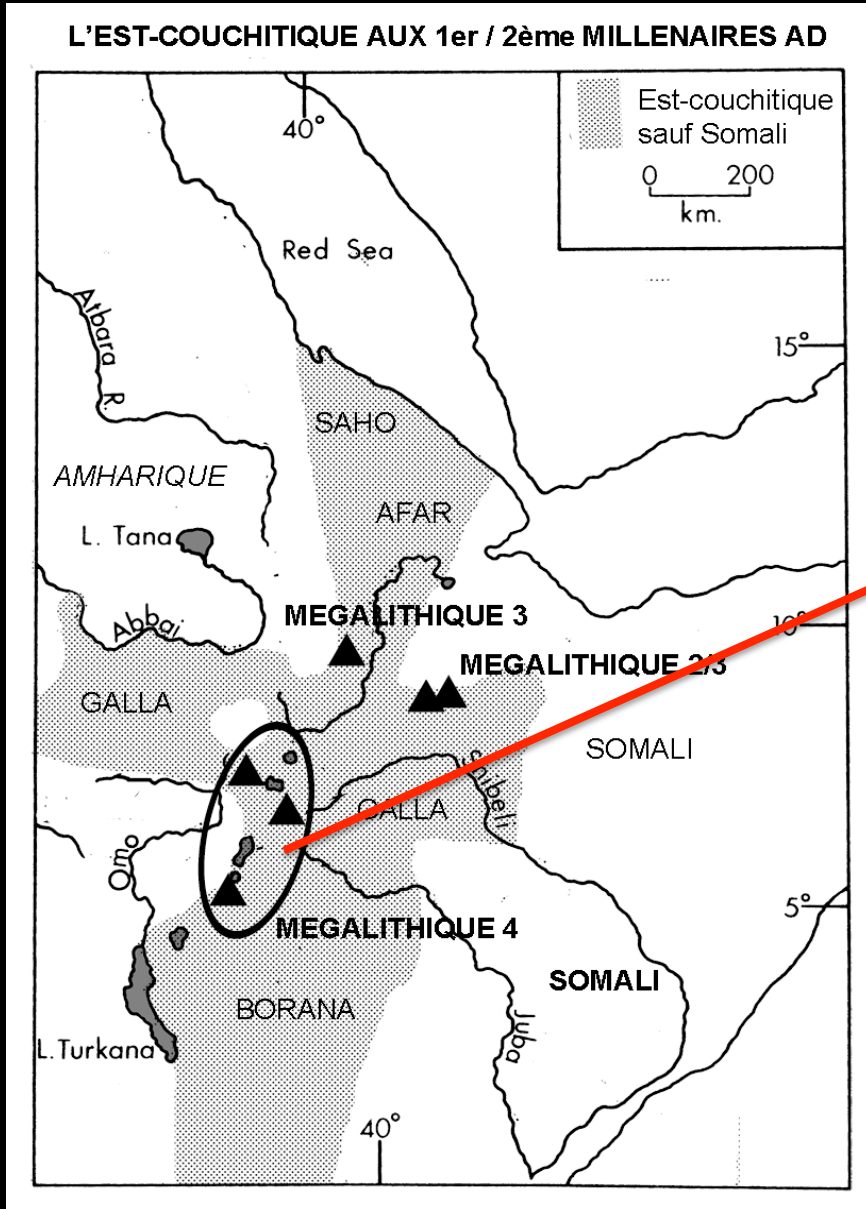 L'EST-COUCHITIQUE AUX 1er / 2ème MILLENAIRES AD
Est-couchitique
sauf Somali
0 200
km.
40°
Red Sea
Atbara R.
15°
SAHO
AMHARIQUE
AFAR
L. Tana
Abbai
MEGALITHIQUE 3
10°
MEGALITHIQUE 2/3
GALLA
SOMALI
Shibeli
GALLA
Omo
5°
MEGALITHIQUE 4
SOMALI
BORANA
Juba
L.Turkana
40°